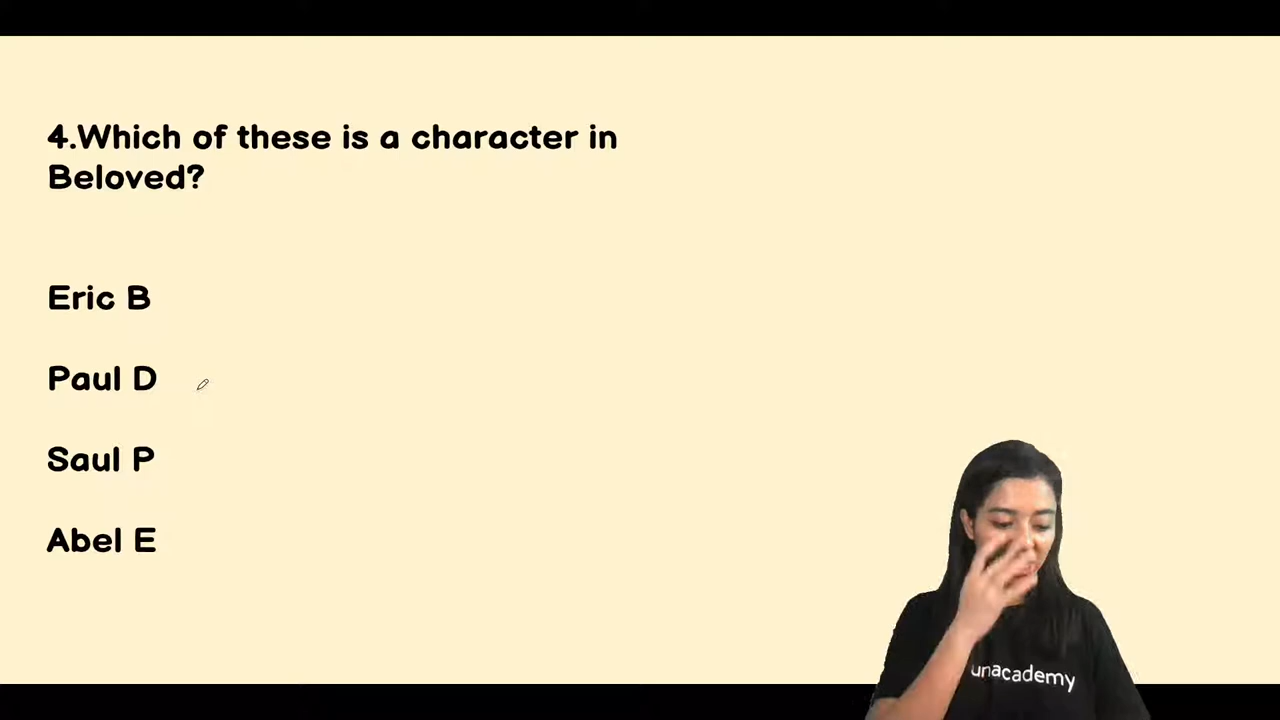 4.Which of these is a character in
Beloved?
Eric B
Paul D
Saul P
Abel E
unacademy